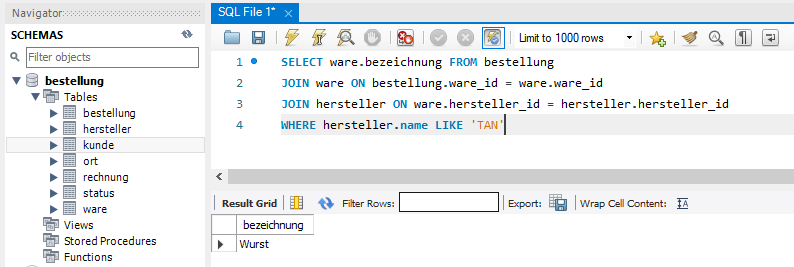 Navigator
SCHEMAS
Filter objects
bestellung
Tables
bestellung
hersteller
kunde
ort
rechnung
status
ware
Views
Stored Procedures
Functions
SQL File 1*
Limit to 1000 rows
1 SELECT ware.bezeichnung FROM bestellung
2 JOIN ware ON bestellung.ware_id = ware.ware_id
3 JOIN hersteller ON ware.hersteller_id = hersteller.hersteller_id
4 WHERE hersteller.name LIKE 'TAN'
Result Grid Filter Rows: Export: Wrap Cell Content: IA
bezeichnung
Wurst